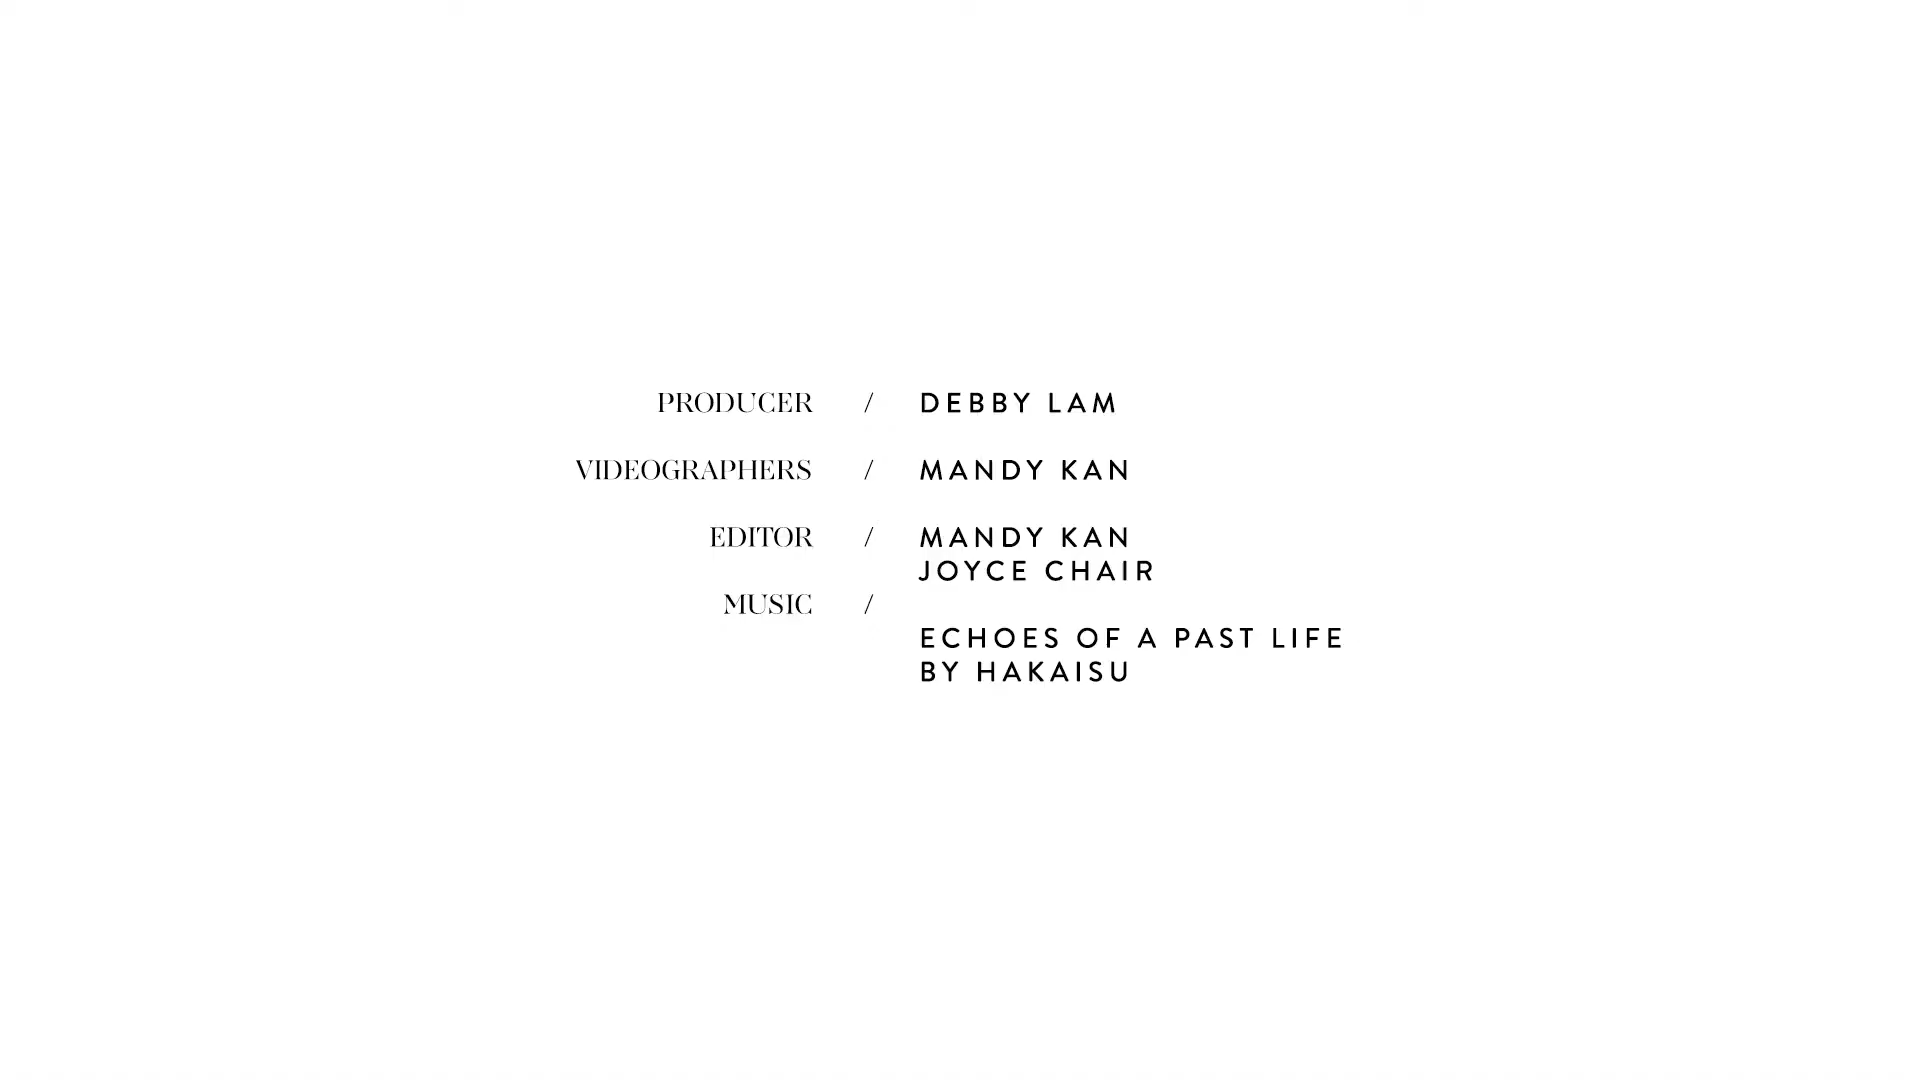 PRODUCER / DEBBY LAM
VIDEOGRAPHERS / MANDY KAN
EDITOR / MANDY KAN
JOYCE CHAIR
MUSIC /
ECHOES OF A PAST LIFE
BY HAKAISU